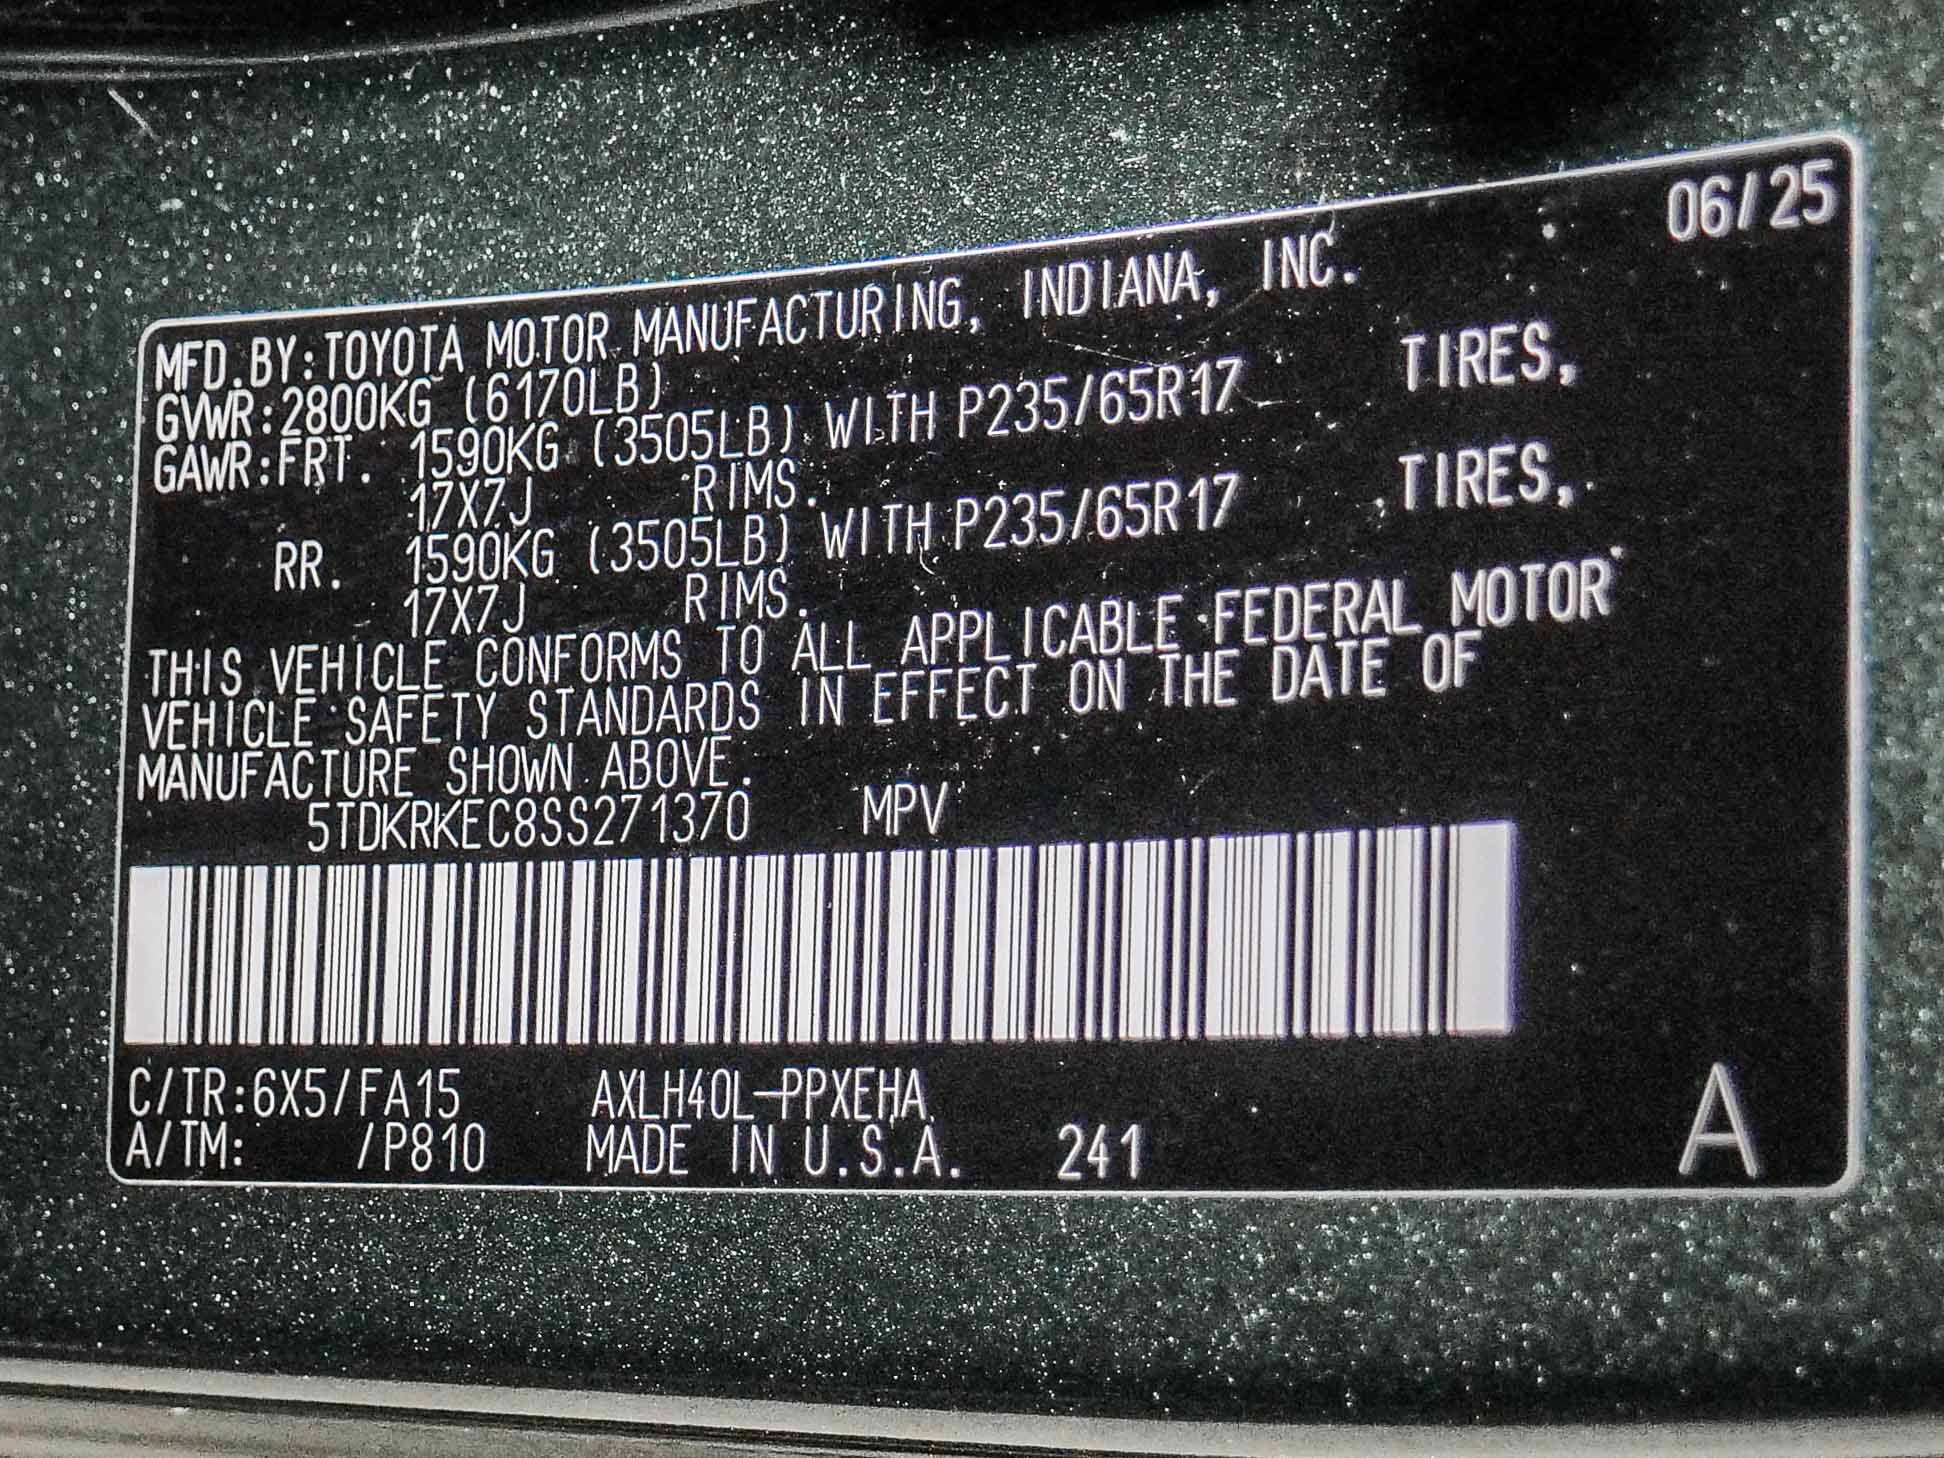 06/25
MFD.BY:TOYOTA MOTOR MANUFACTURING, INDIANA, INC.
GVWR:2800KG (6170LB)
GAWR:FRT. 1590KG (3505LB) WITH P235/65R17 TIRES,
17X7J RIMS.
RR. 1590KG (3505LB) WITH P235/65R17 TIRES,
17X7J RIMS.
THIS VEHICLE CONFORMS TO ALL APPLICABLE FEDERAL MOTOR
VEHICLE SAFETY STANDARDS IN EFFECT ON THE DATE OF
MANUFACTURE SHOWN ABOVE.
5TDKRKEC8SS271370 MPV
C/TR:6X5/FA15 AXLH40L-PPXEHA
A/TM: /P810 MADE IN U.S.A. 241
A